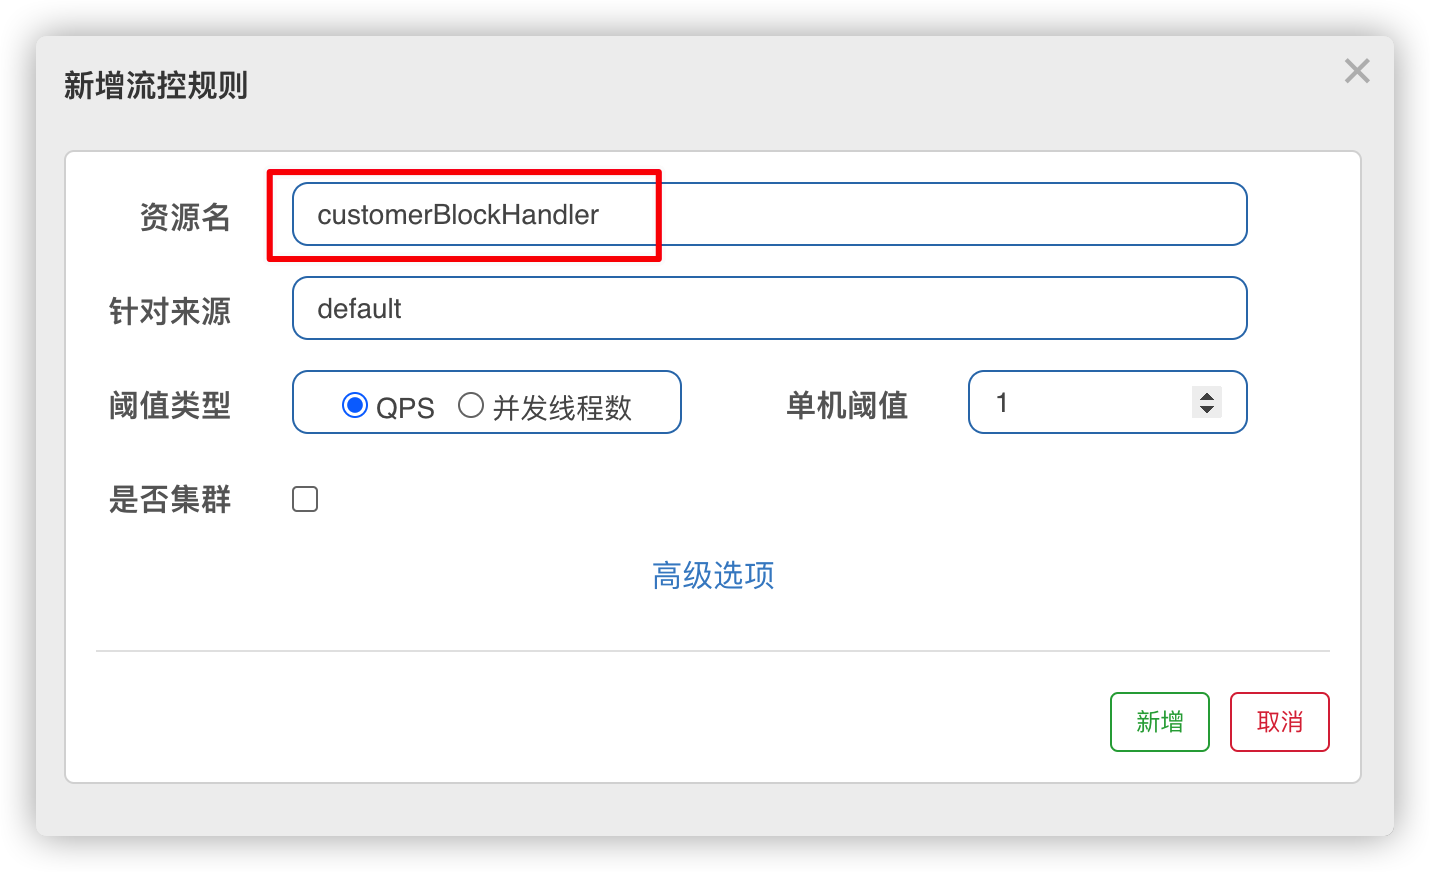 新增流控规则
资源名 customerBlockHandler
针对来源 default
阈值类型 QPS 并发线程数 单机阈值 1
是否集群
高级选项
新增 取消